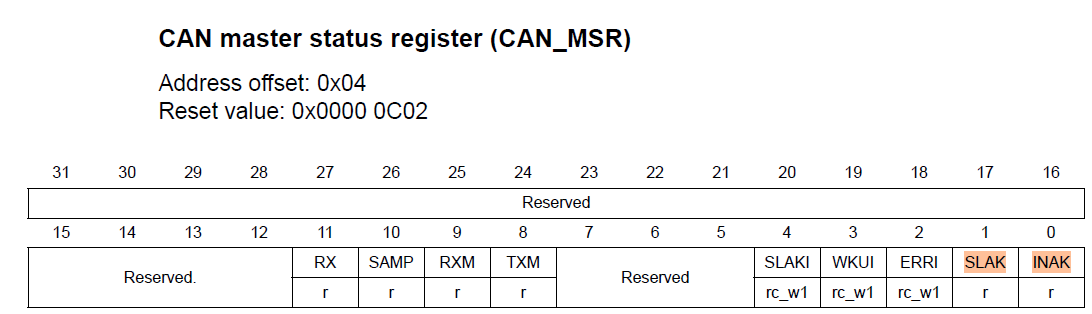 CAN master status register (CAN_MSR)
Address offset: 0x04
Reset value: 0x0000 0C02
31 30 29 28 27 26 25 24 23 22 21 20 19 18 17 16
Reserved
15 14 13 12 11 10 9 8 7 6 5 4 3 2 1 0
Reserved. RX SAMP RXM TXM Reserved SLAKI WKUI ERRI SLAK INAK
r r r r rc_w1 rc_w1 rc_w1 r r